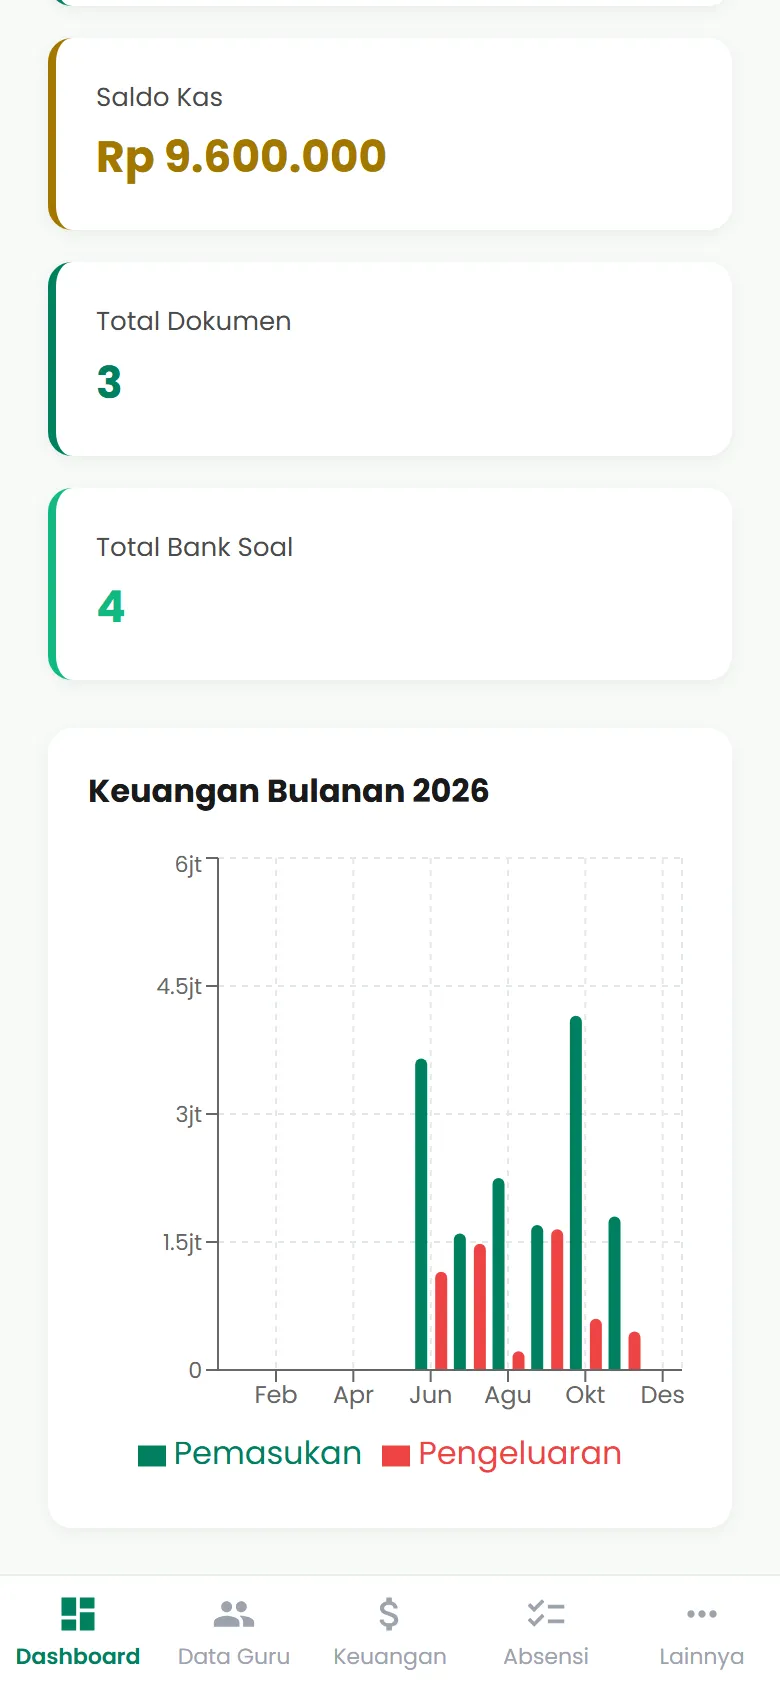 Saldo Kas
Rp 9.600.000
Total Dokumen
3
Total Bank Soal
4
Keuangan Bulanan 2026
6jt
4.5jt
3jt
1.5jt
0
Feb Apr Jun Agu Okt Des
Pemasukan Pengeluaran
Dashboard Data Guru Keuangan Absensi Lainnya